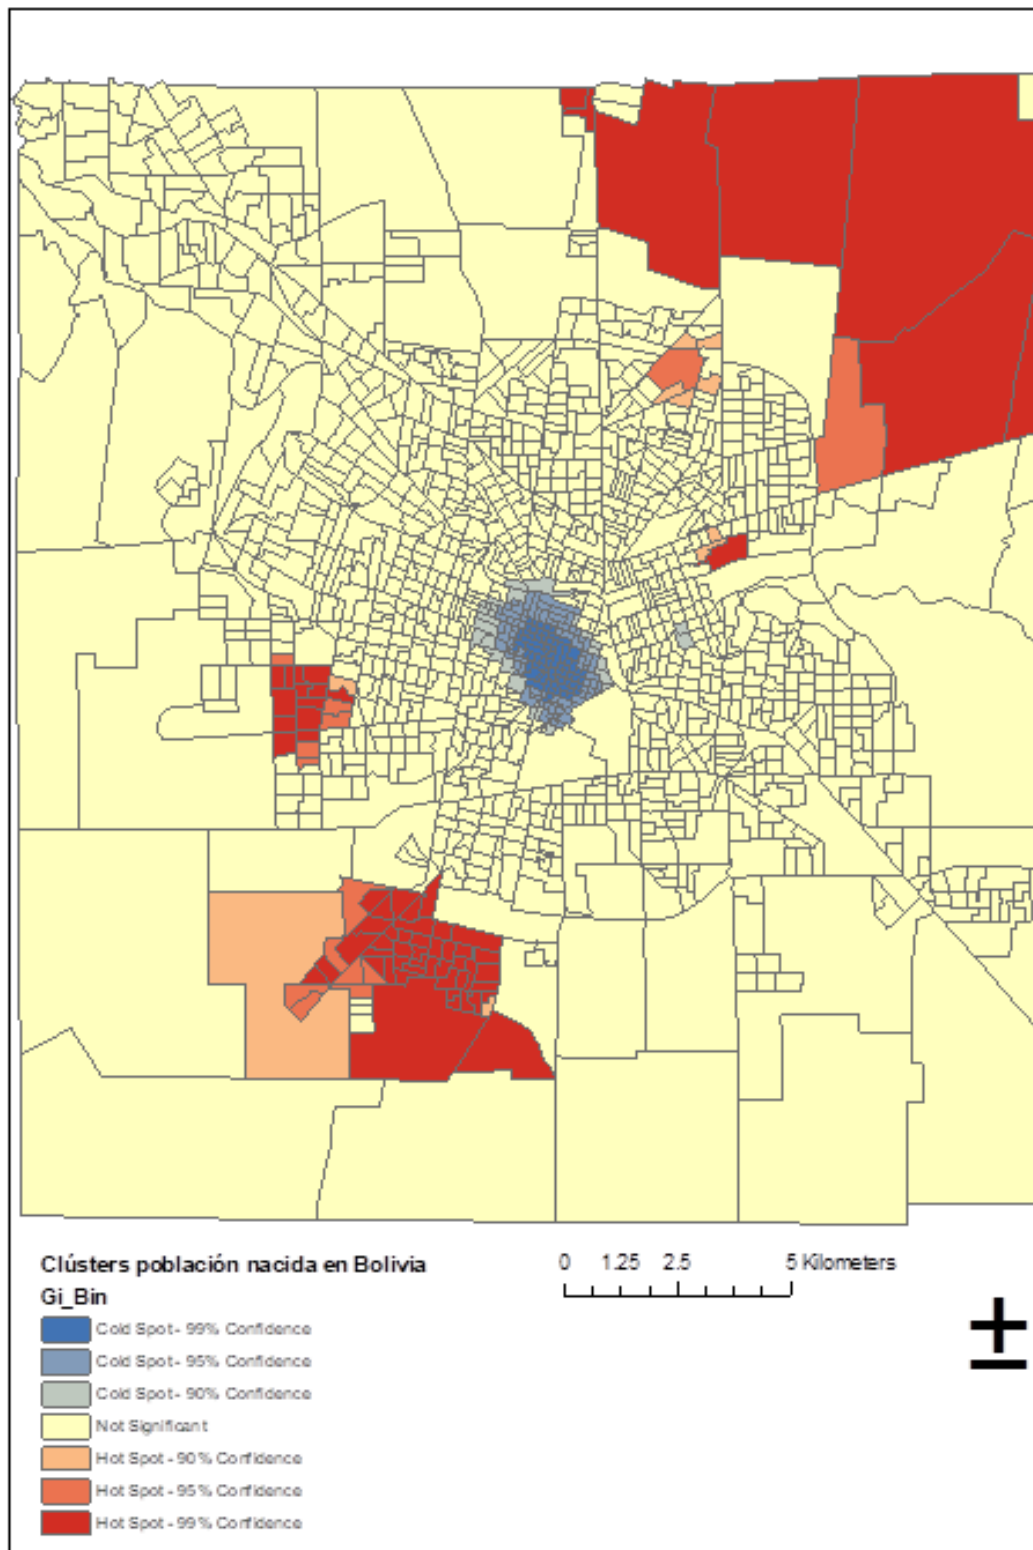 Clústers población nacida en Bolivia
0 1.25 2.5 5 Kilometers
Gi_Bin
Cold Spot - 99% Confidence
Cold Spot - 95% Confidence
Cold Spot - 90% Confidence
Not Significant
Hot Spot - 90% Confidence
Hot Spot - 95% Confidence
Hot Spot - 99% Confidence
±